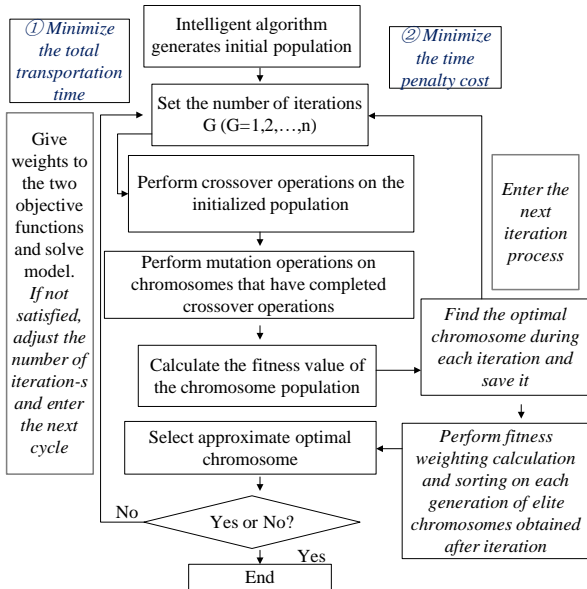 ① Minimize
the total
transportation
time
Intelligent algorithm
generates initial population
② Minimize
the time
penalty cost
Set the number of iterations
G (G=1,2,…,n)
Give
weights to
the two
objective
functions
and solve
model.
If not
satisfied,
adjust the
number of
iteration-s
and enter
the next
cycle
Perform crossover operations on the
initialized population
Enter the
next
iteration
process
Perform mutation operations on
chromosomes that have completed
crossover operations
Calculate the fitness value of
the chromosome population
Find the optimal
chromosome during
each iteration and
save it
Select approximate optimal
chromosome
Perform fitness
weighting calculation
and sorting on each
generation of elite
chromosomes obtained
after iteration
No
Yes or No?
Yes
End